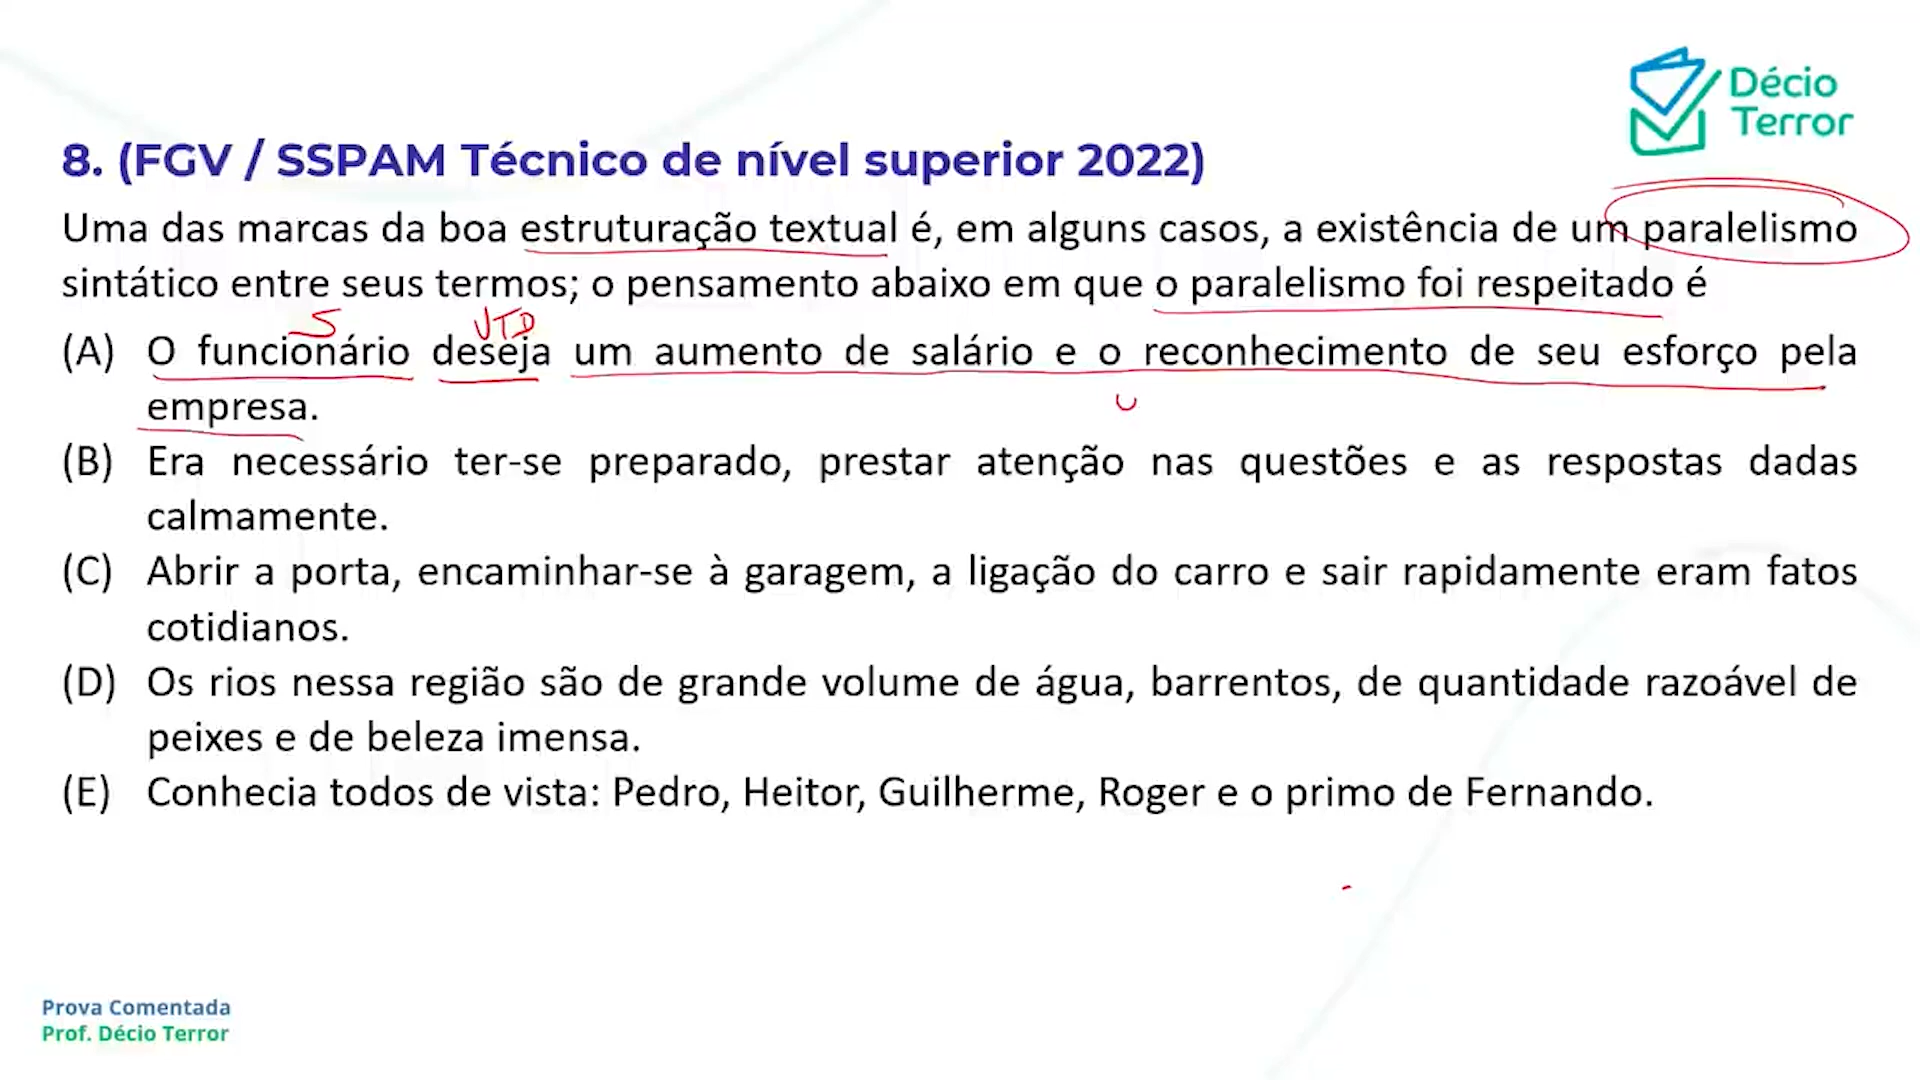 Décio
Terror
8. (FGV / SSPAM Técnico de nível superior 2022)
Uma das marcas da boa estruturação textual é, em alguns casos, a existência de um paralelismo
sintático entre seus termos; o pensamento abaixo em que o paralelismo foi respeitado é
S VTD
(A) O funcionário deseja um aumento de salário e o reconhecimento de seu esforço pela
empresa.
(B) Era necessário ter-se preparado, prestar atenção nas questões e as respostas dadas
calmamente.
(C) Abrir a porta, encaminhar-se à garagem, a ligação do carro e sair rapidamente eram fatos
cotidianos.
(D) Os rios nessa região são de grande volume de água, barrentos, de quantidade razoável de
peixes e de beleza imensa.
(E) Conhecia todos de vista: Pedro, Heitor, Guilherme, Roger e o primo de Fernando.
Prova Comentada
Prof. Décio Terror